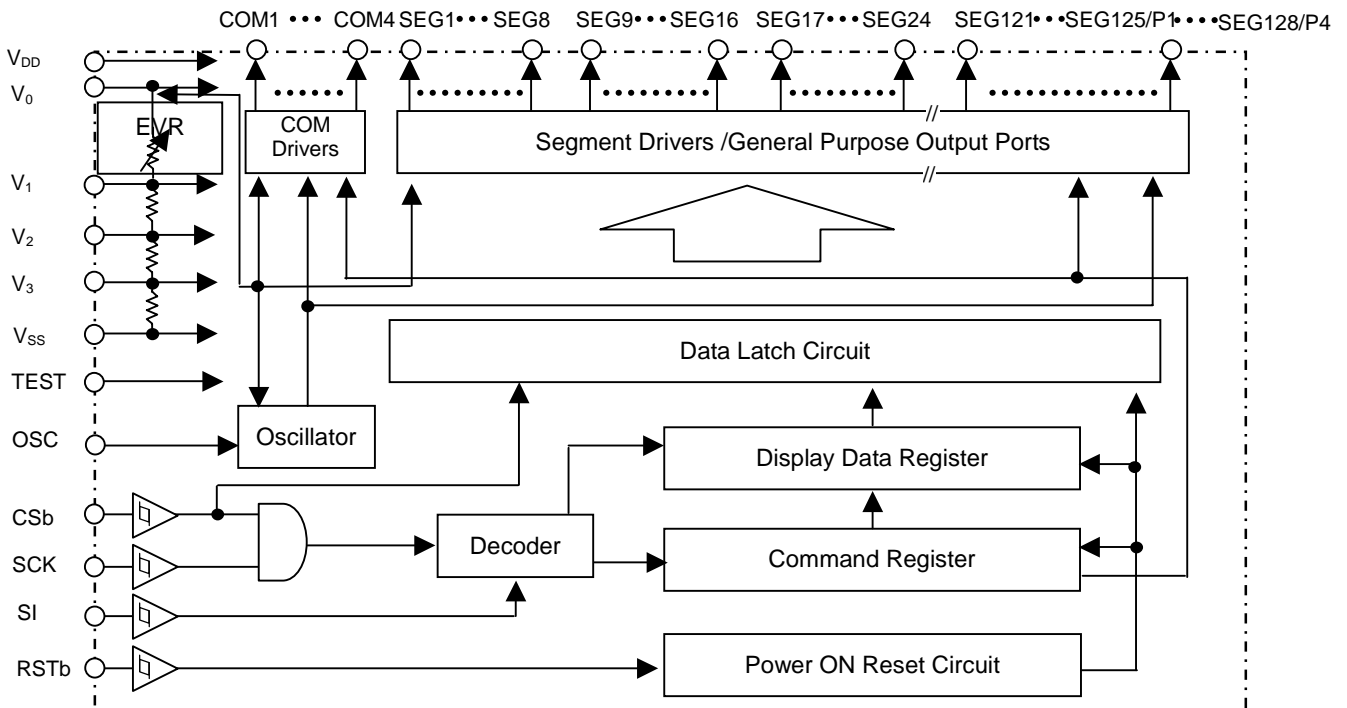 COM1 •••• COM4 SEG1••• SEG8 SEG9•••SEG16 SEG17•••SEG24 SEG121•••SEG125/P1••••SEG128/P4
VDD
V0
EVR
COM
Drivers
Segment Drivers /General Purpose Output Ports
V1
V2
V3
VSS
TEST
Data Latch Circuit
OSC
Oscillator
Display Data Register
CSb
Decoder
SCK
Command Register
SI
RSTb
Power ON Reset Circuit